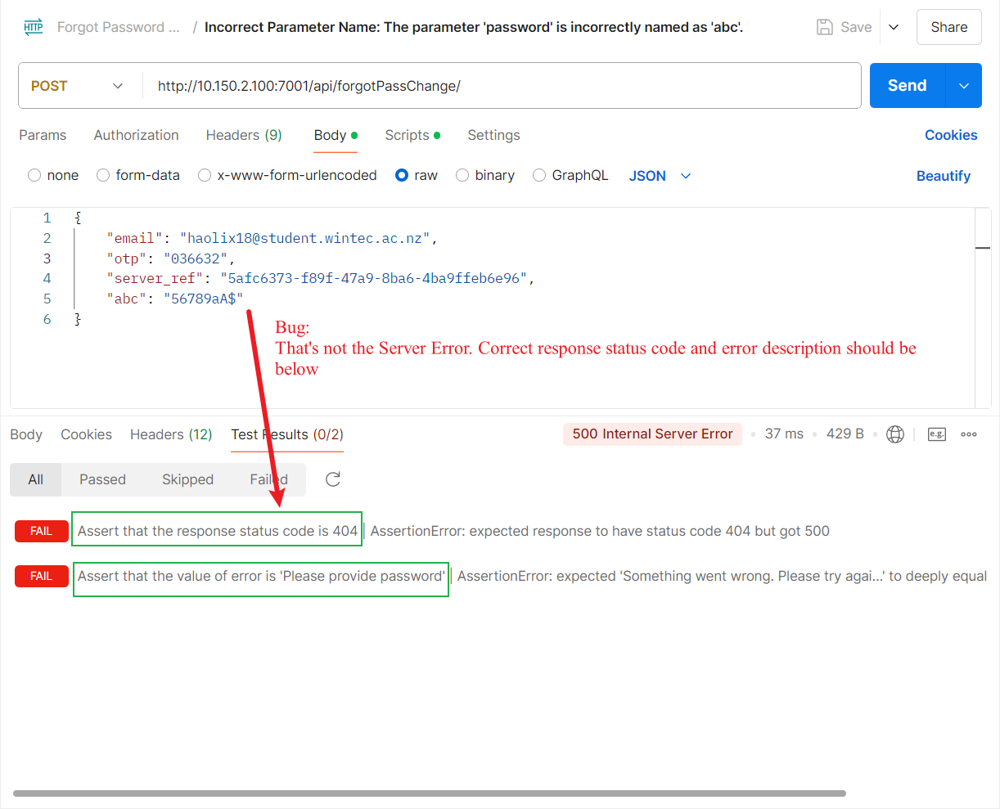 HTTP Forgot Password ... / Incorrect Parameter Name: The parameter 'password' is incorrectly named as 'abc'. Save Share
POST http://10.150.2.100:7001/api/forgotPassChange/ Send
Params Authorization Headers (9) Body Scripts Settings Cookies
none form-data x-www-form-urlencoded raw binary GraphQL JSON Beautify
1 {
2 "email": "haolix18@student.wintec.ac.nz",
3 "otp": "036632",
4 "server_ref": "5afc6373-f89f-47a9-8ba6-4ba9ffeb6e96",
5 "abc": "56789aA$"
6 }
Bug:
That's not the Server Error. Correct response status code and error description should be
below
Body Cookies Headers (12) Test Results (0/2) 500 Internal Server Error 37 ms 429 B e.g.
All Passed Skipped Failed
FAIL Assert that the response status code is 404 | AssertionError: expected response to have status code 404 but got 500
FAIL Assert that the value of error is 'Please provide password' | AssertionError: expected 'Something went wrong. Please try agai...' to deeply equal